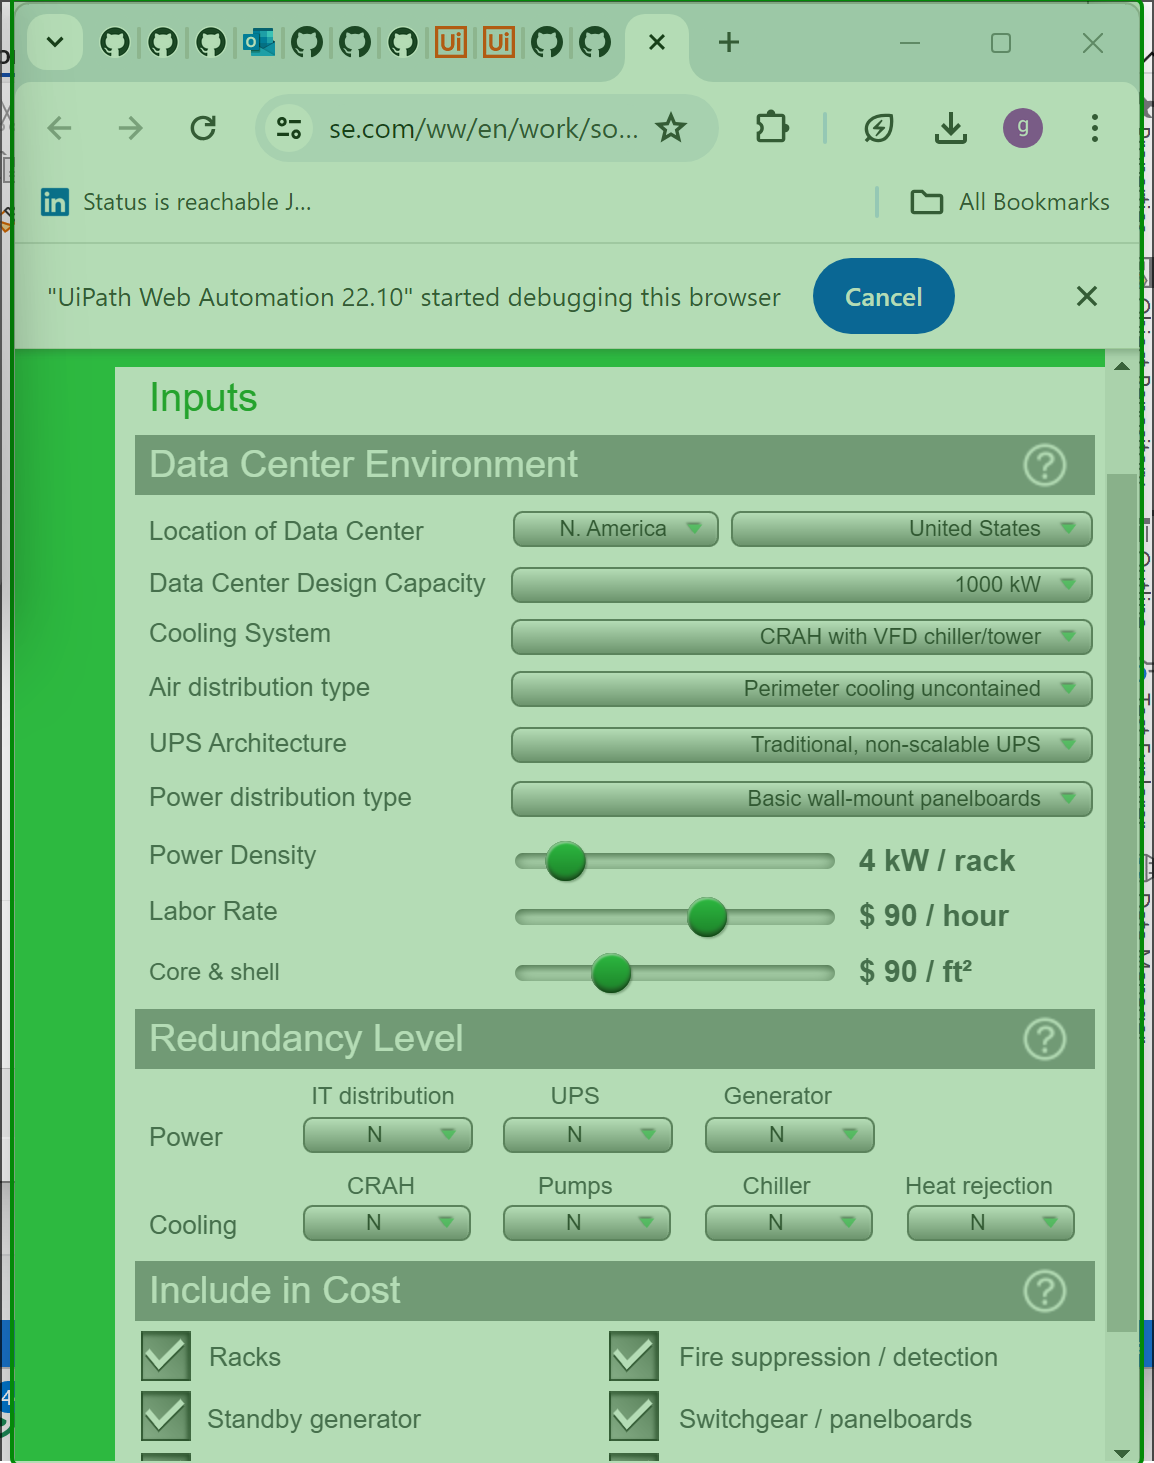 Ui
Ui
se.com/ww/en/work/so...
g
Status is reachable J...
All Bookmarks
"UiPath Web Automation 22.10" started debugging this browser
Cancel
Inputs
Data Center Environment ?
Location of Data Center N. America United States
Data Center Design Capacity 1000 kW
Cooling System CRAH with VFD chiller/tower
Air distribution type Perimeter cooling uncontained
UPS Architecture Traditional, non-scalable UPS
Power distribution type Basic wall-mount panelboards
Power Density 4 kW / rack
Labor Rate $ 90 / hour
Core & shell $ 90 / ft²
Redundancy Level ?
IT distribution UPS Generator
Power N N N
CRAH Pumps Chiller Heat rejection
Cooling N N N N
Include in Cost ?
Racks Fire suppression / detection
Standby generator Switchgear / panelboards